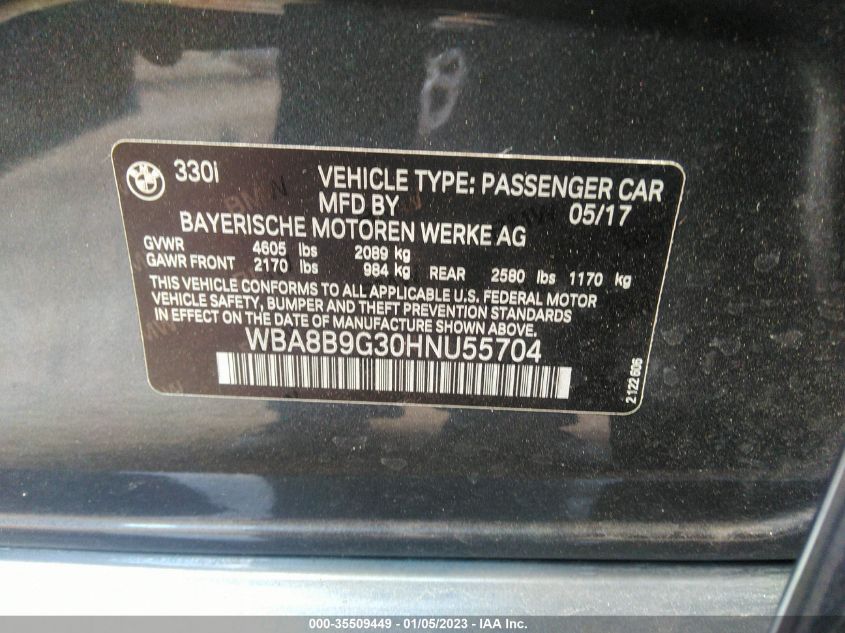 330i
VEHICLE TYPE: PASSENGER CAR
MFD BY 05/17
BAYERISCHE MOTOREN WERKE AG
GVWR 4605 lbs 2089 kg
GAWR FRONT 2170 lbs 984 kg REAR 2580 lbs 1170 kg
THIS VEHICLE CONFORMS TO ALL APPLICABLE U.S. FEDERAL MOTOR
VEHICLE SAFETY, BUMPER AND THEFT PREVENTION STANDARDS
IN EFFECT ON THE DATE OF MANUFACTURE SHOWN ABOVE.
WBA8B9G30HNU55704
2 122 606
000-35509449 - 01/05/2023 - IAA Inc.